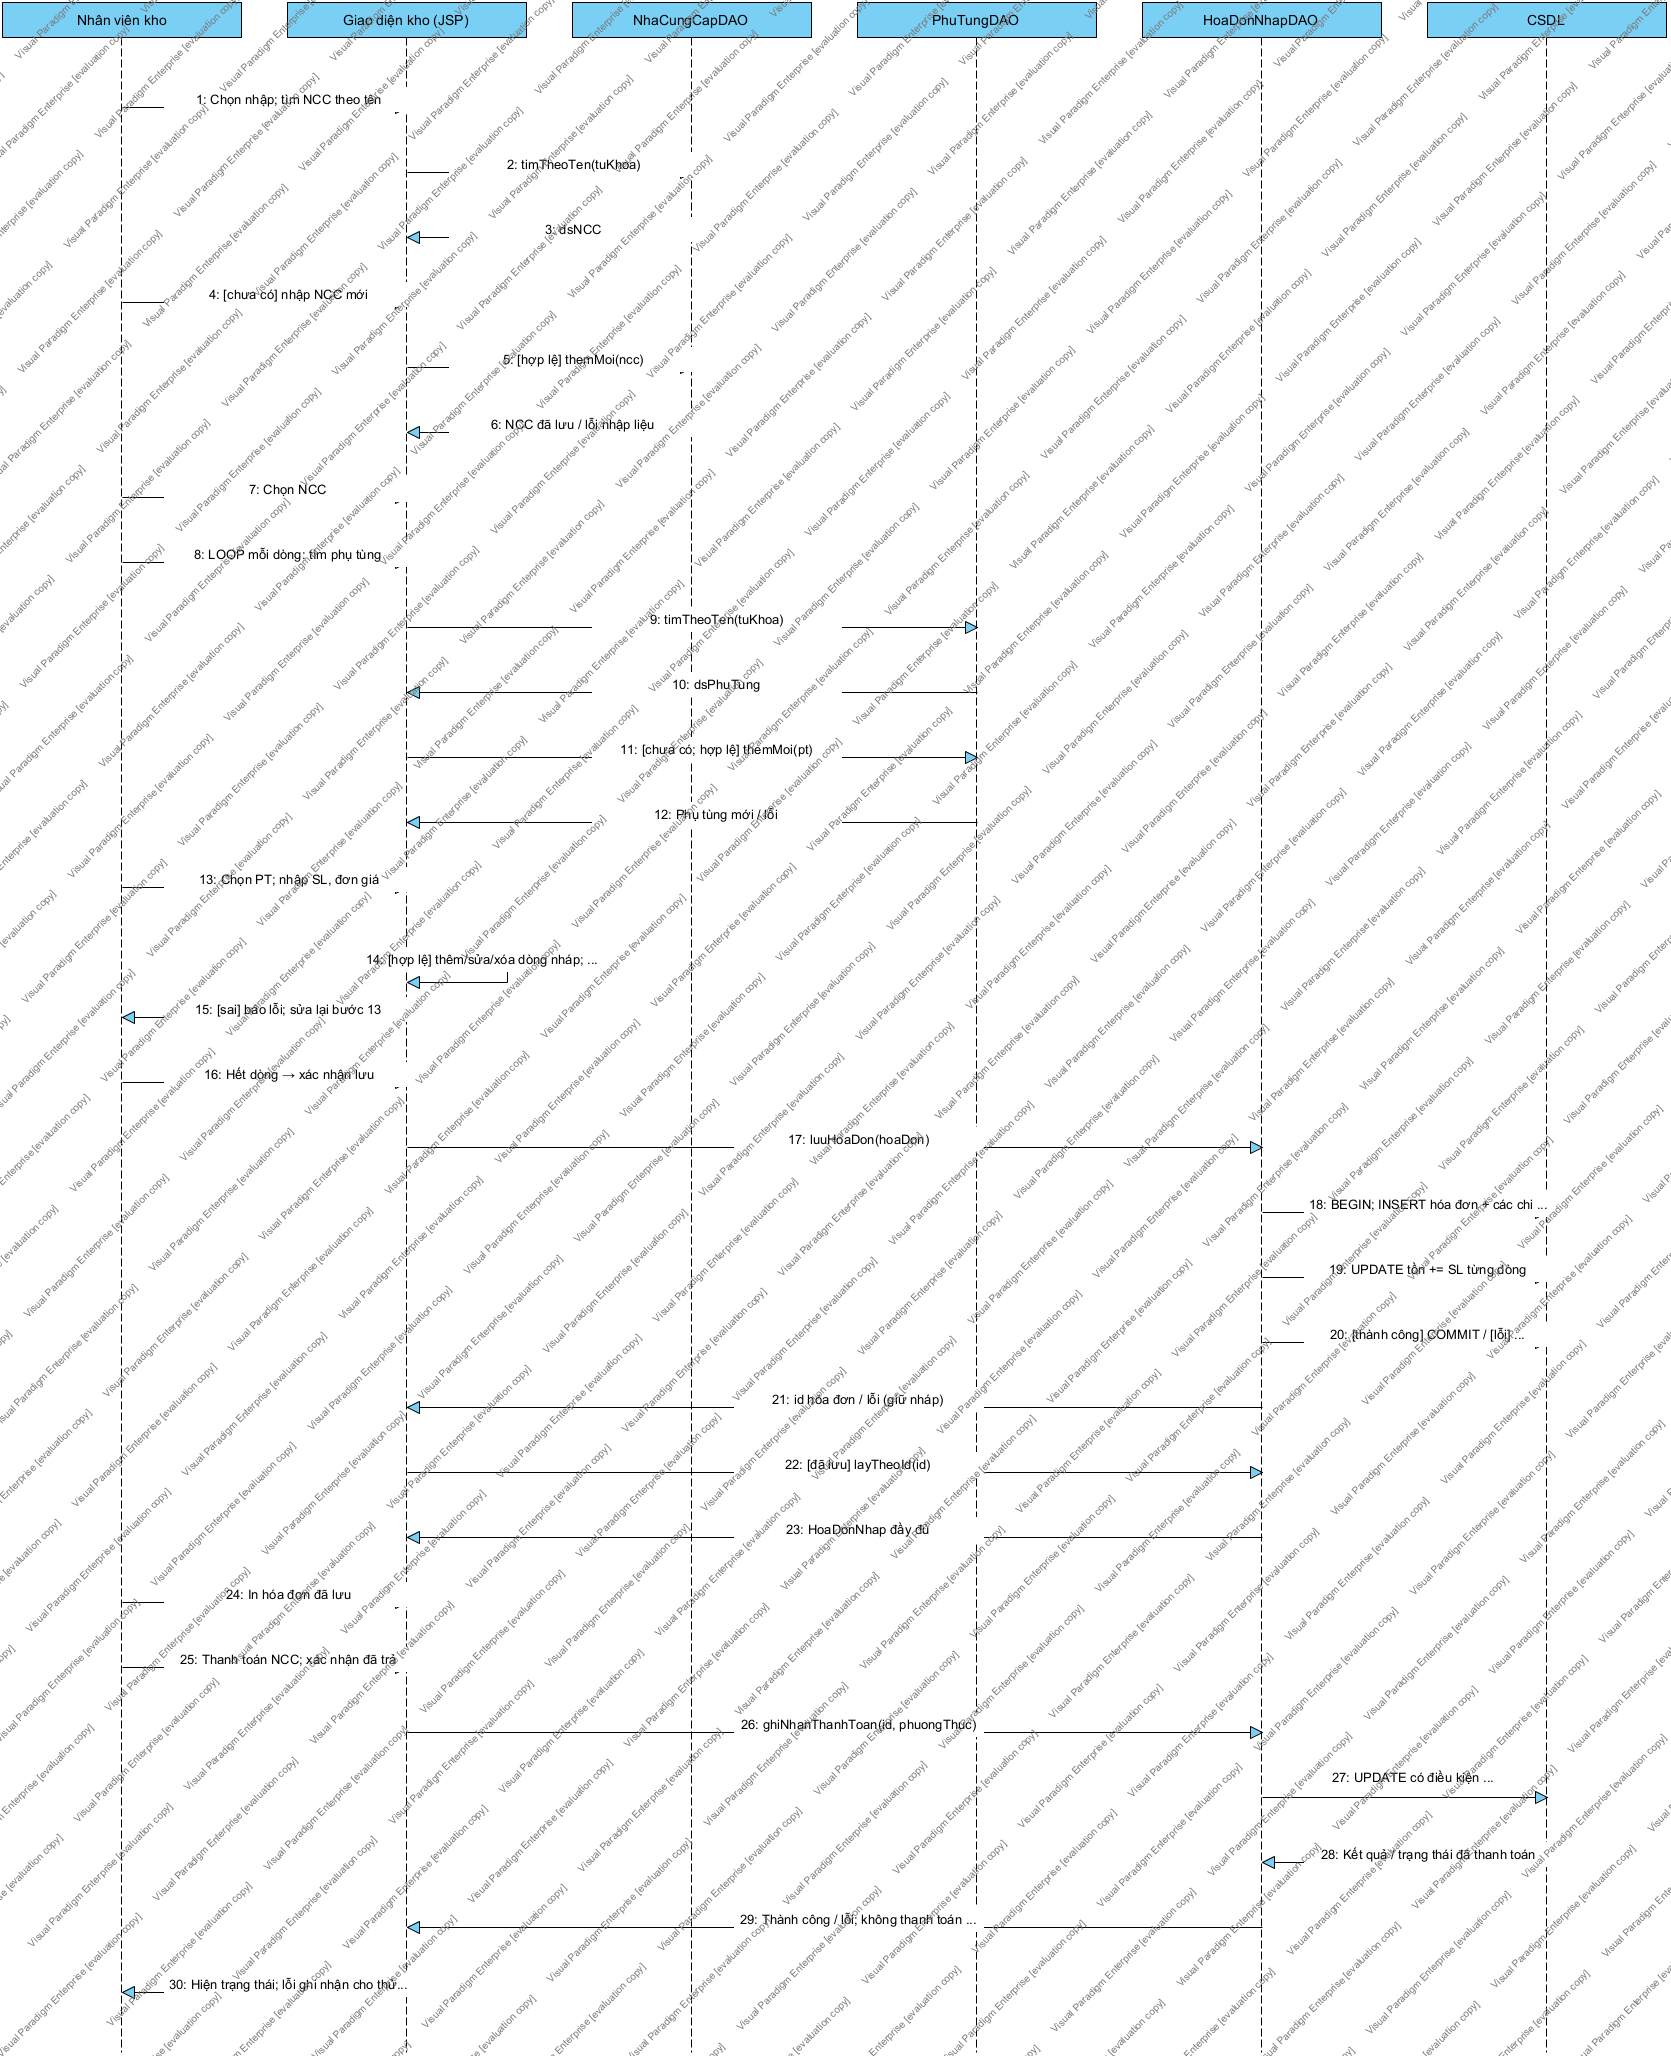 Nhân viên kho
Giao diện kho (JSP)
NhaCungCapDAO
PhuTungDAO
HoaDonNhapDAO
CSDL
1: Chọn nhập; tìm NCC theo tên
2: timTheoTen(tuKhoa)
3: dsNCC
4: [chưa có] nhập NCC mới
5: [hợp lệ] themMoi(ncc)
6: NCC đã lưu / lỗi nhập liệu
7: Chọn NCC
8: LOOP mỗi dòng: tìm phụ tùng
9: timTheoTen(tuKhoa)
10: dsPhuTung
11: [chưa có; hợp lệ] themMoi(pt)
12: Phụ tùng mới / lỗi
13: Chọn PT; nhập SL, đơn giá
14: [hợp lệ] thêm/sửa/xóa dòng nháp; ...
15: [sai] báo lỗi; sửa lại bước 13
16: Hết dòng → xác nhận lưu
17: luuHoaDon(hoaDon)
18: BEGIN; INSERT hóa đơn + các chi ...
19: UPDATE tồn += SL từng dòng
20: [thành công] COMMIT / [lỗi] ...
21: id hóa đơn / lỗi (giữ nháp)
22: [đã lưu] layTheoId(id)
23: HoaDonNhap đầy đủ
24: In hóa đơn đã lưu
25: Thanh toán NCC; xác nhận đã trả
26: ghiNhanThanhToan(id, phuongThuc)
27: UPDATE có điều kiện ...
28: Kết quả / trạng thái đã thanh toán
29: Thành công / lỗi; không thanh toán ...
30: Hiện trạng thái; lỗi ghi nhận cho thử...
Visual Paradigm Enterprise [evaluation copy]